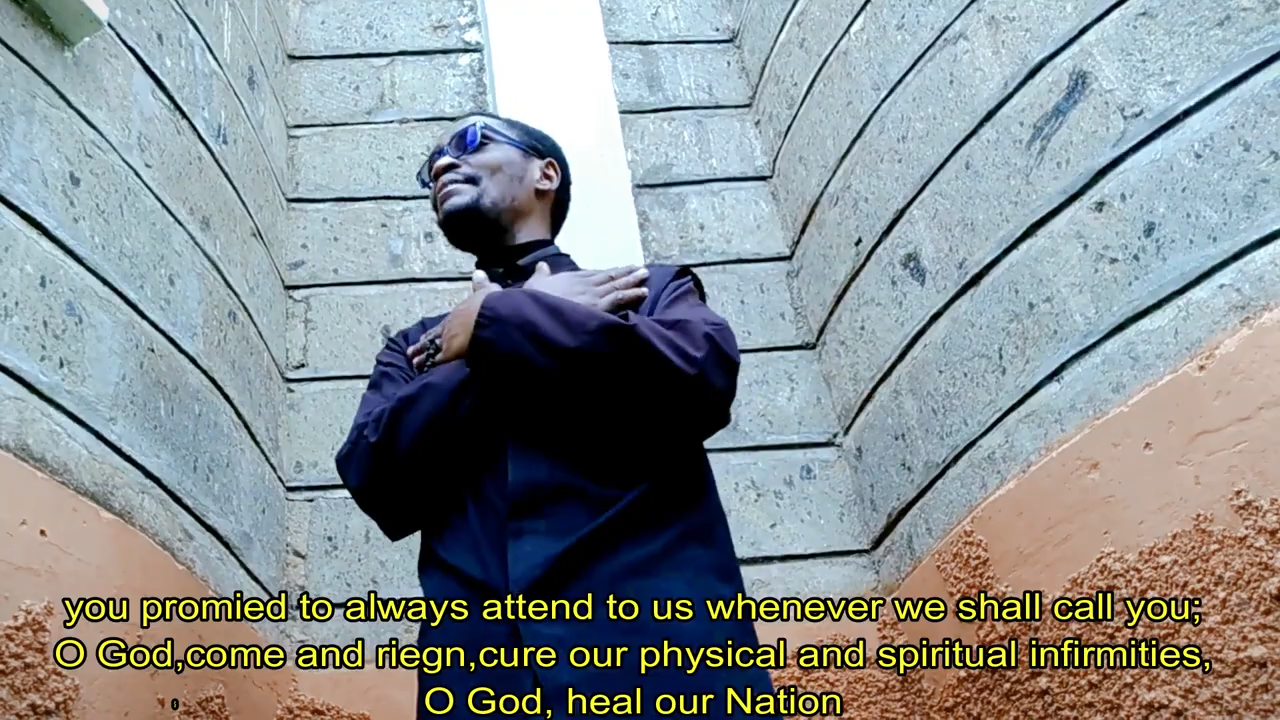 you promied to always attend to us whenever we shall call you;
O God,come and riegn,cure our physical and spiritual infirmities,
O God, heal our Nation